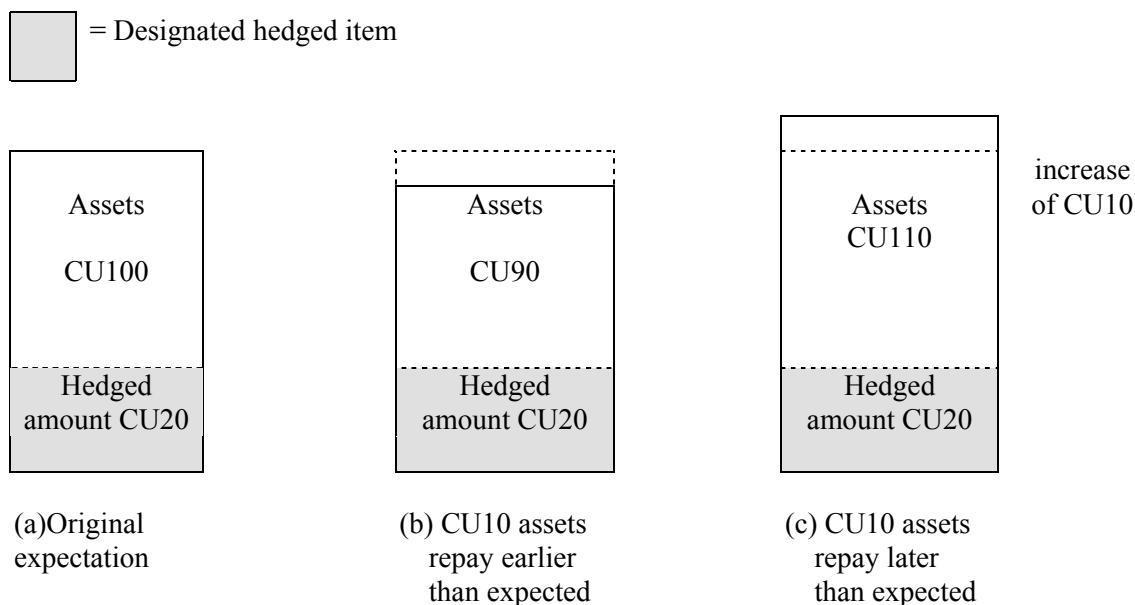 = Designated hedged item
Assets
CU100
Hedged
amount CU20
(a)Original
expectation
Assets
CU90
Hedged
amount CU20
(b) CU10 assets
repay earlier
than expected
Assets
CU110
Hedged
amount CU20
(c) CU10 assets
repay later
than expected
increase
of CU10